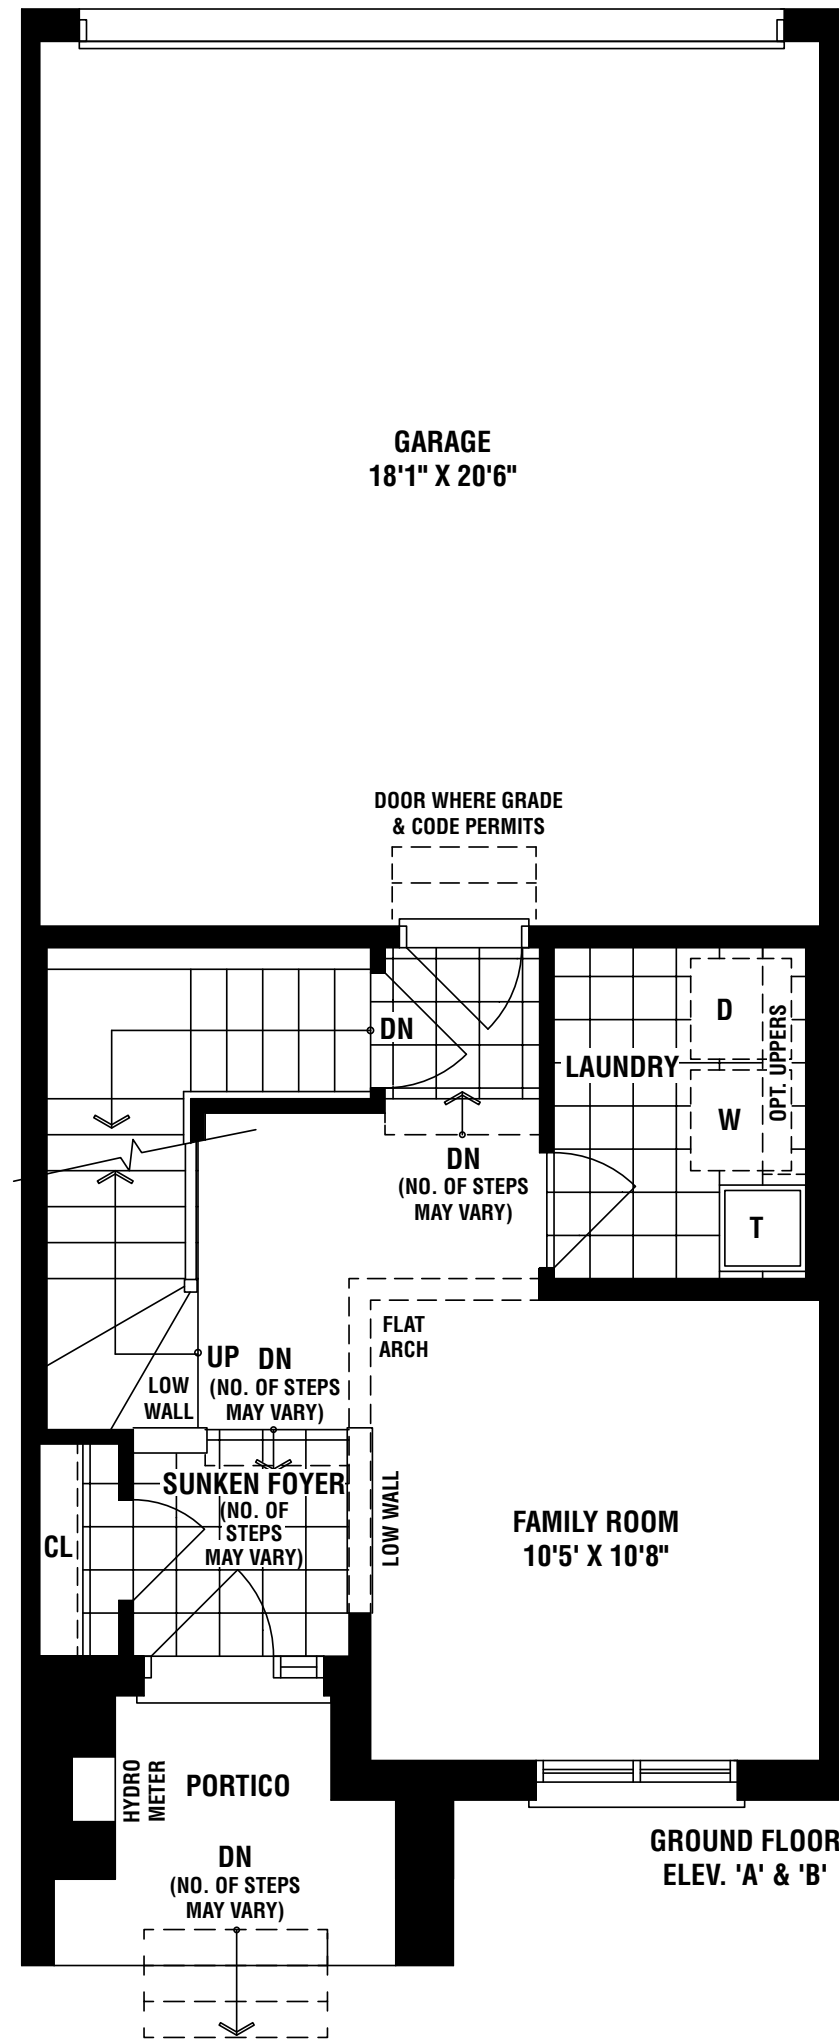 GARAGE
18'1" X 20'6"
DOOR WHERE GRADE
& CODE PERMITS
DN
D
OPT. UPPERS
LAUNDRY
W
DN
(NO. OF STEPS
MAY VARY)
T
FLAT
ARCH
UP
DN
(NO. OF STEPS
MAY VARY)
LOW
WALL
SUNKEN FOYER
(NO. OF
STEPS
MAY VARY)
LOW WALL
CL
FAMILY ROOM
10'5' X 10'8"
HYDRO
METER
PORTICO
GROUND FLOOR
ELEV. 'A' & 'B'
DN
(NO. OF STEPS
MAY VARY)